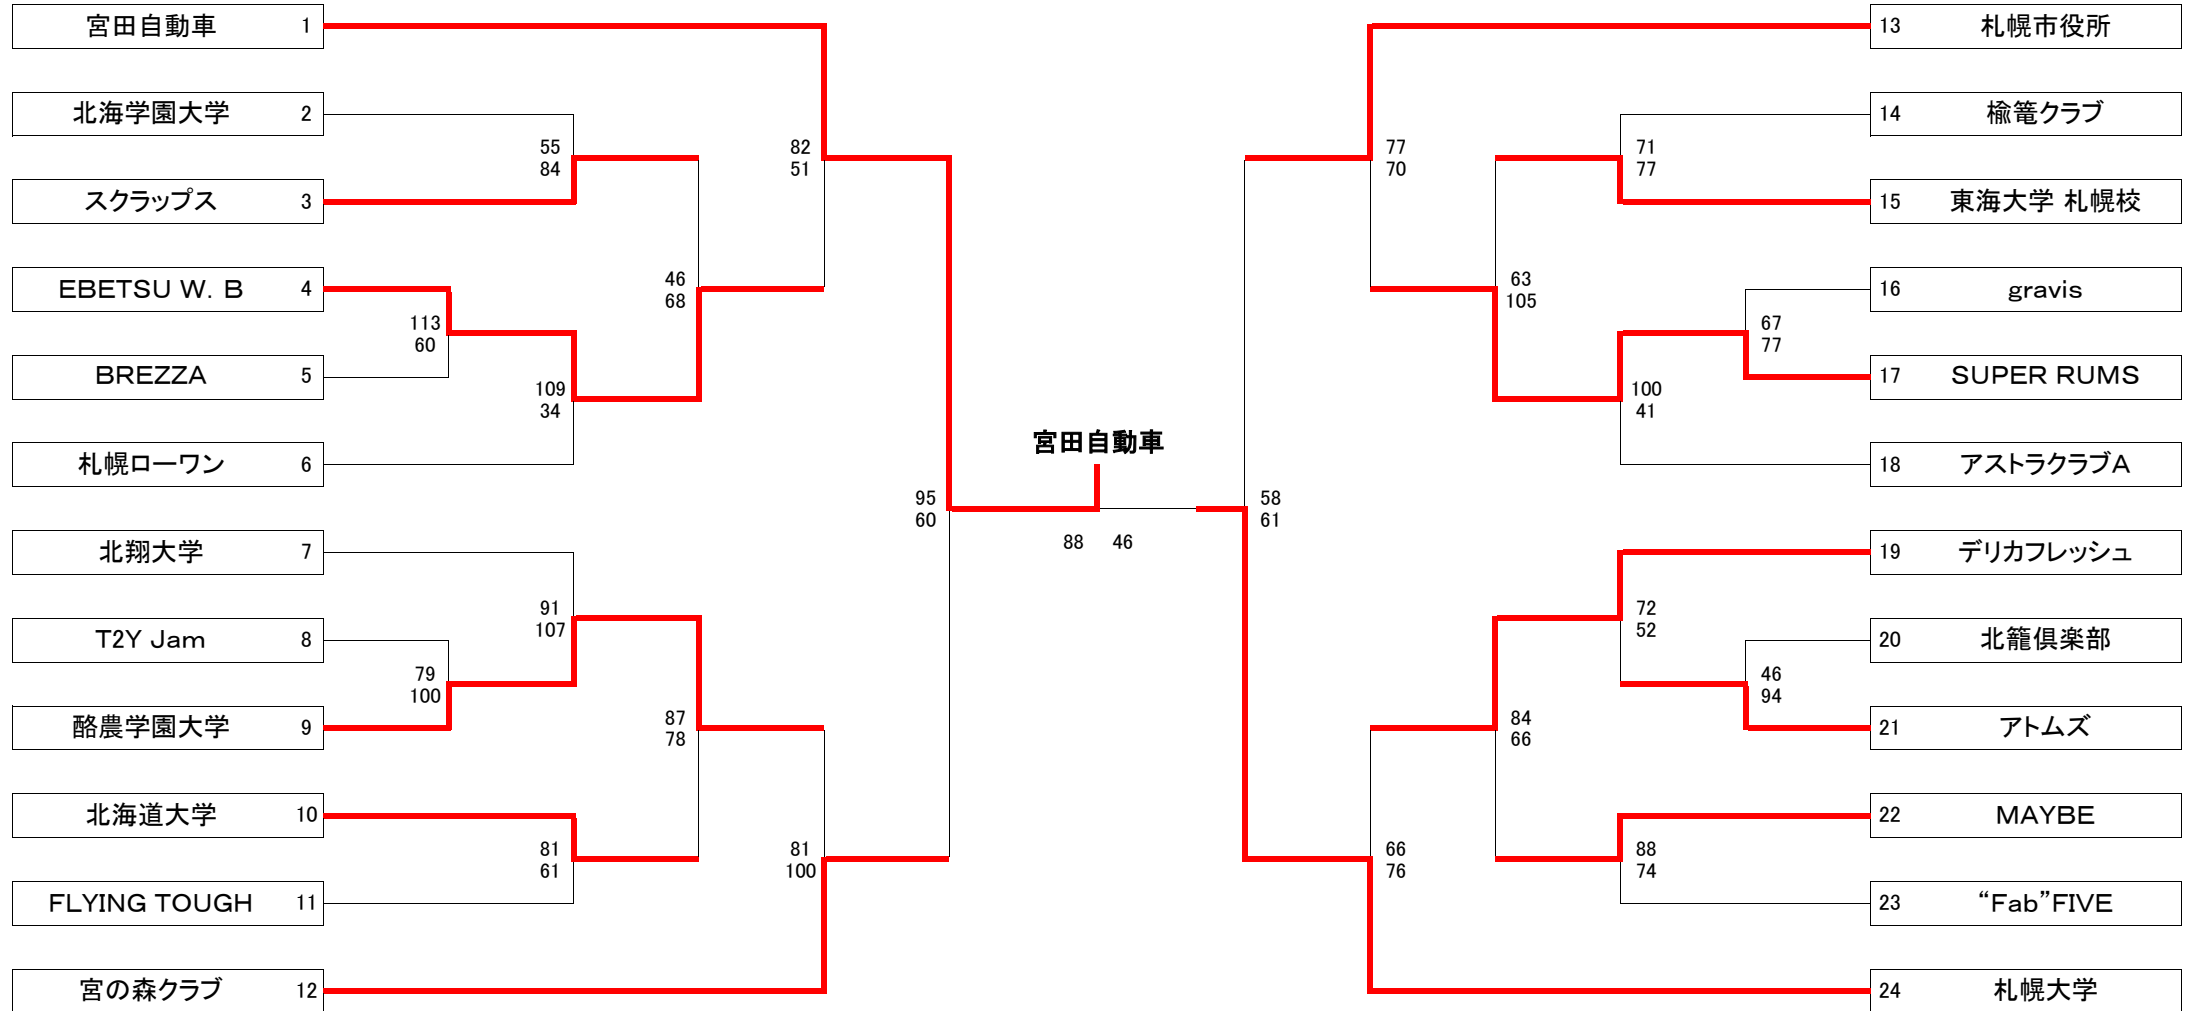 宮田自動車 1
北海学園大学 2
スクラップス 3
EBETSU W. B 4
BREZZA 5
札幌ローワン 6
北翔大学 7
T2Y Jam 8
酪農学園大学 9
北海道大学 10
FLYING TOUGH 11
宮の森クラブ 12
55
84
113
60
109
34
46
68
82
51
91
107
79
100
87
78
81
61
81
100
95
60
宮田自動車
88 46
58
61
77
70
71
77
63
105
67
77
100
41
72
52
46
94
84
66
88
74
66
76
13 札幌市役所
14 楡篭クラブ
15 東海大学 札幌校
16 gravis
17 SUPER RUMS
18 アストラクラブA
19 デリカフレッシュ
20 北籠倶楽部
21 アトムズ
22 MAYBE
23 “Fab”FIVE
24 札幌大学